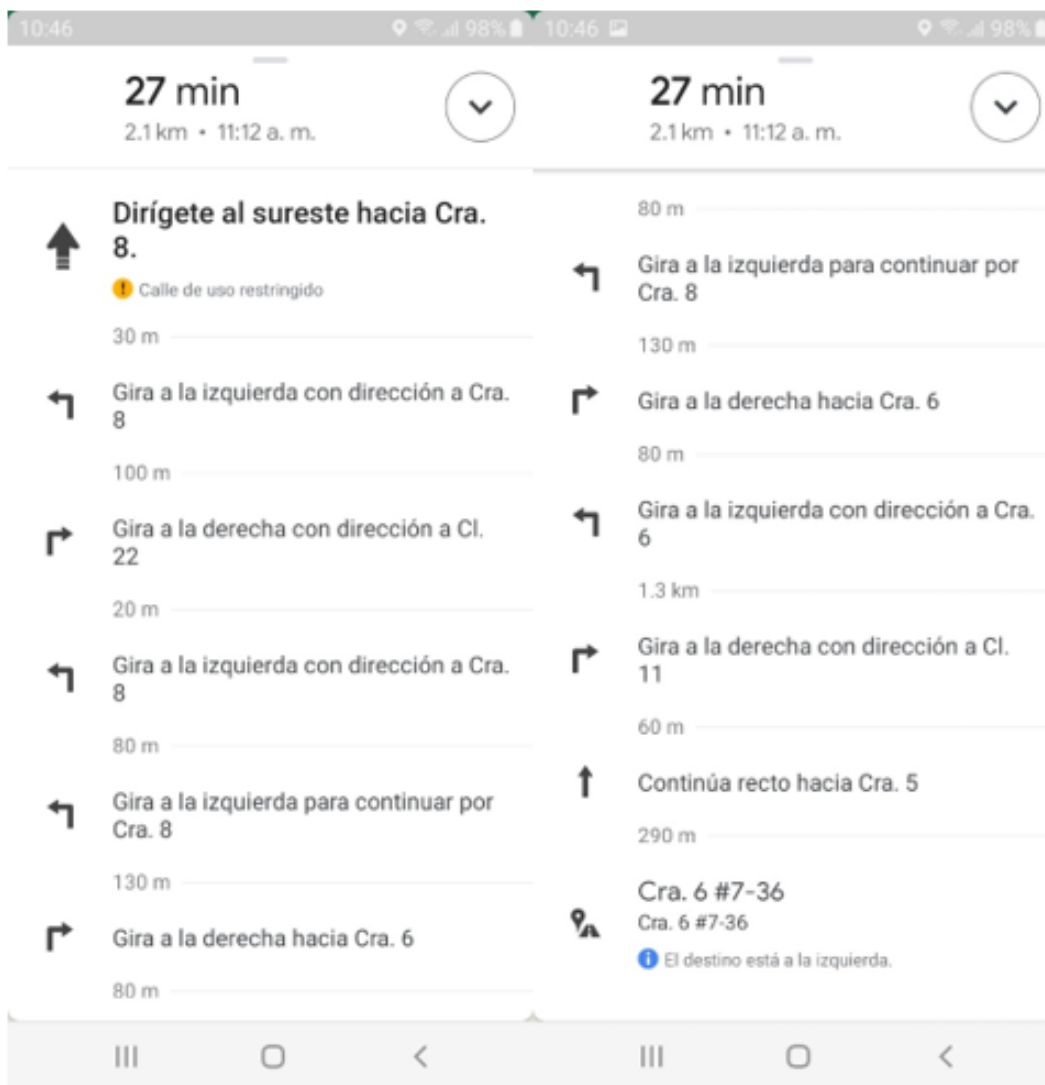 10:46
98%
27 min
2.1 km • 11:12 a. m.
Dirígete al sureste hacia Cra.
8.
Calle de uso restringido
30 m
Gira a la izquierda con dirección a Cra.
8
100 m
Gira a la derecha con dirección a Cl.
22
20 m
Gira a la izquierda con dirección a Cra.
8
80 m
Gira a la izquierda para continuar por
Cra. 8
130 m
Gira a la derecha hacia Cra. 6
80 m
10:46
98%
27 min
2.1 km • 11:12 a. m.
80 m
Gira a la izquierda para continuar por
Cra. 8
130 m
Gira a la derecha hacia Cra. 6
80 m
Gira a la izquierda con dirección a Cra.
6
1.3 km
Gira a la derecha con dirección a Cl.
11
60 m
Continúa recto hacia Cra. 5
290 m
Cra. 6 #7-36
Cra. 6 #7-36
El destino está a la izquierda.